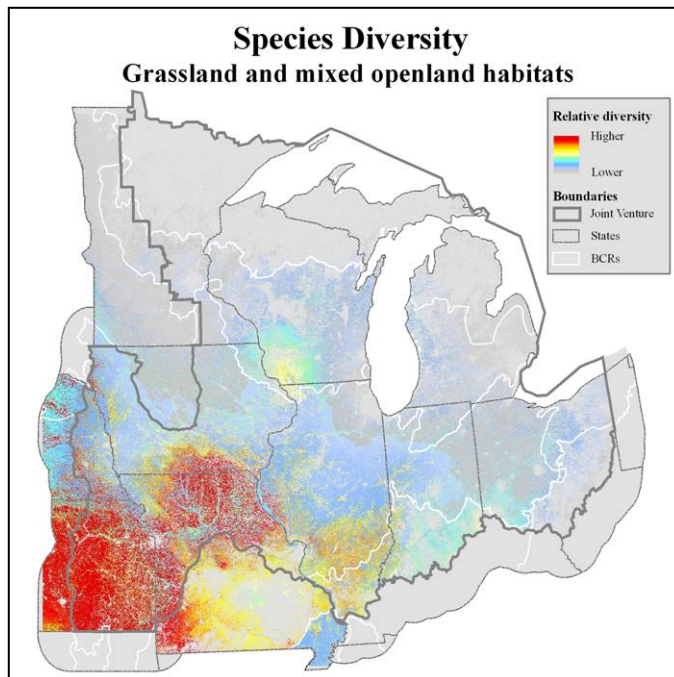 Species Diversity
Grassland and mixed openland habitats
Relative diversity
Higher
Lower
Boundaries
Joint Venture
States
BCRs